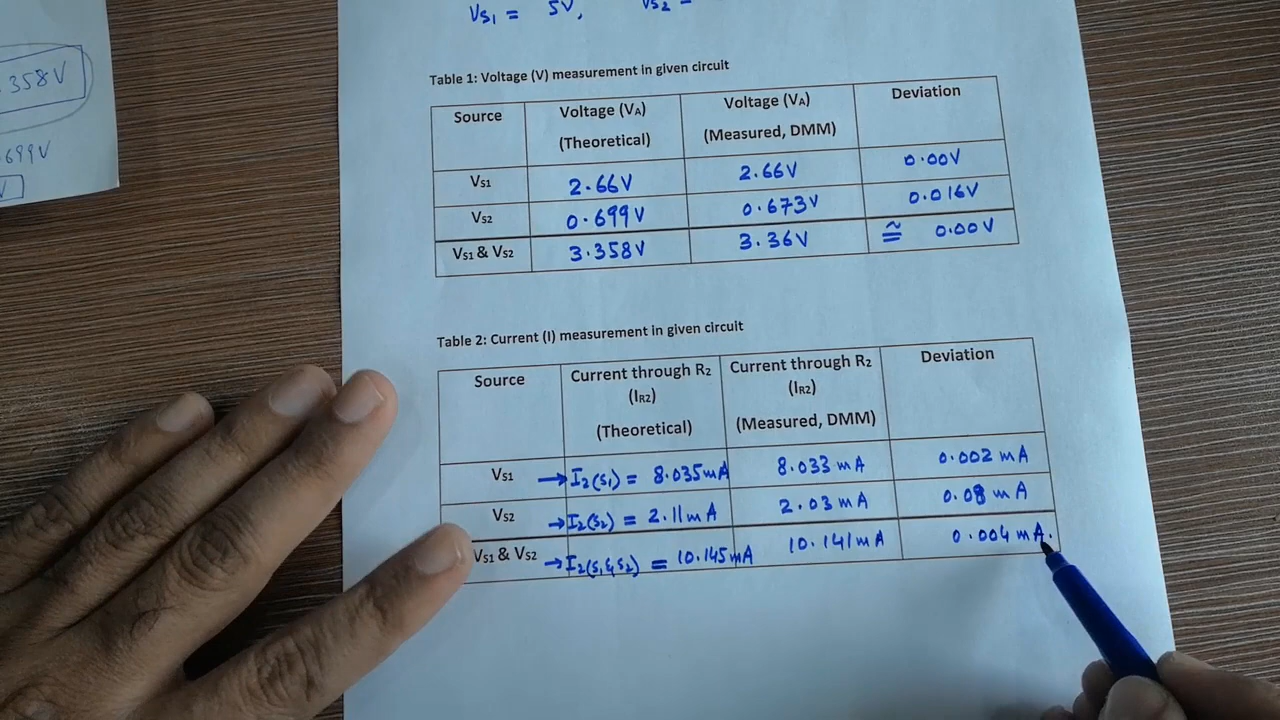 VS1 = 5V, VS2 =
.358V
.699V
V
Table 1: Voltage (V) measurement in given circuit
Source Voltage (VA) (Theoretical) Voltage (VA) (Measured, DMM) Deviation
VS1 2.66V 2.66V 0.00V
VS2 0.699V 0.673V 0.016V
VS1 & VS2 3.358V 3.36V ≅ 0.00V
Table 2: Current (I) measurement in given circuit
Source Current through R2 (IR2) (Theoretical) Current through R2 (IR2) (Measured, DMM) Deviation
VS1 → I2(S1) = 8.035mA 8.033 mA 0.002 mA
VS2 → I2(S2) = 2.11mA 2.03 mA 0.08 mA
VS1 & VS2 → I2(S1&S2) = 10.145mA 10.141mA 0.004 mA.